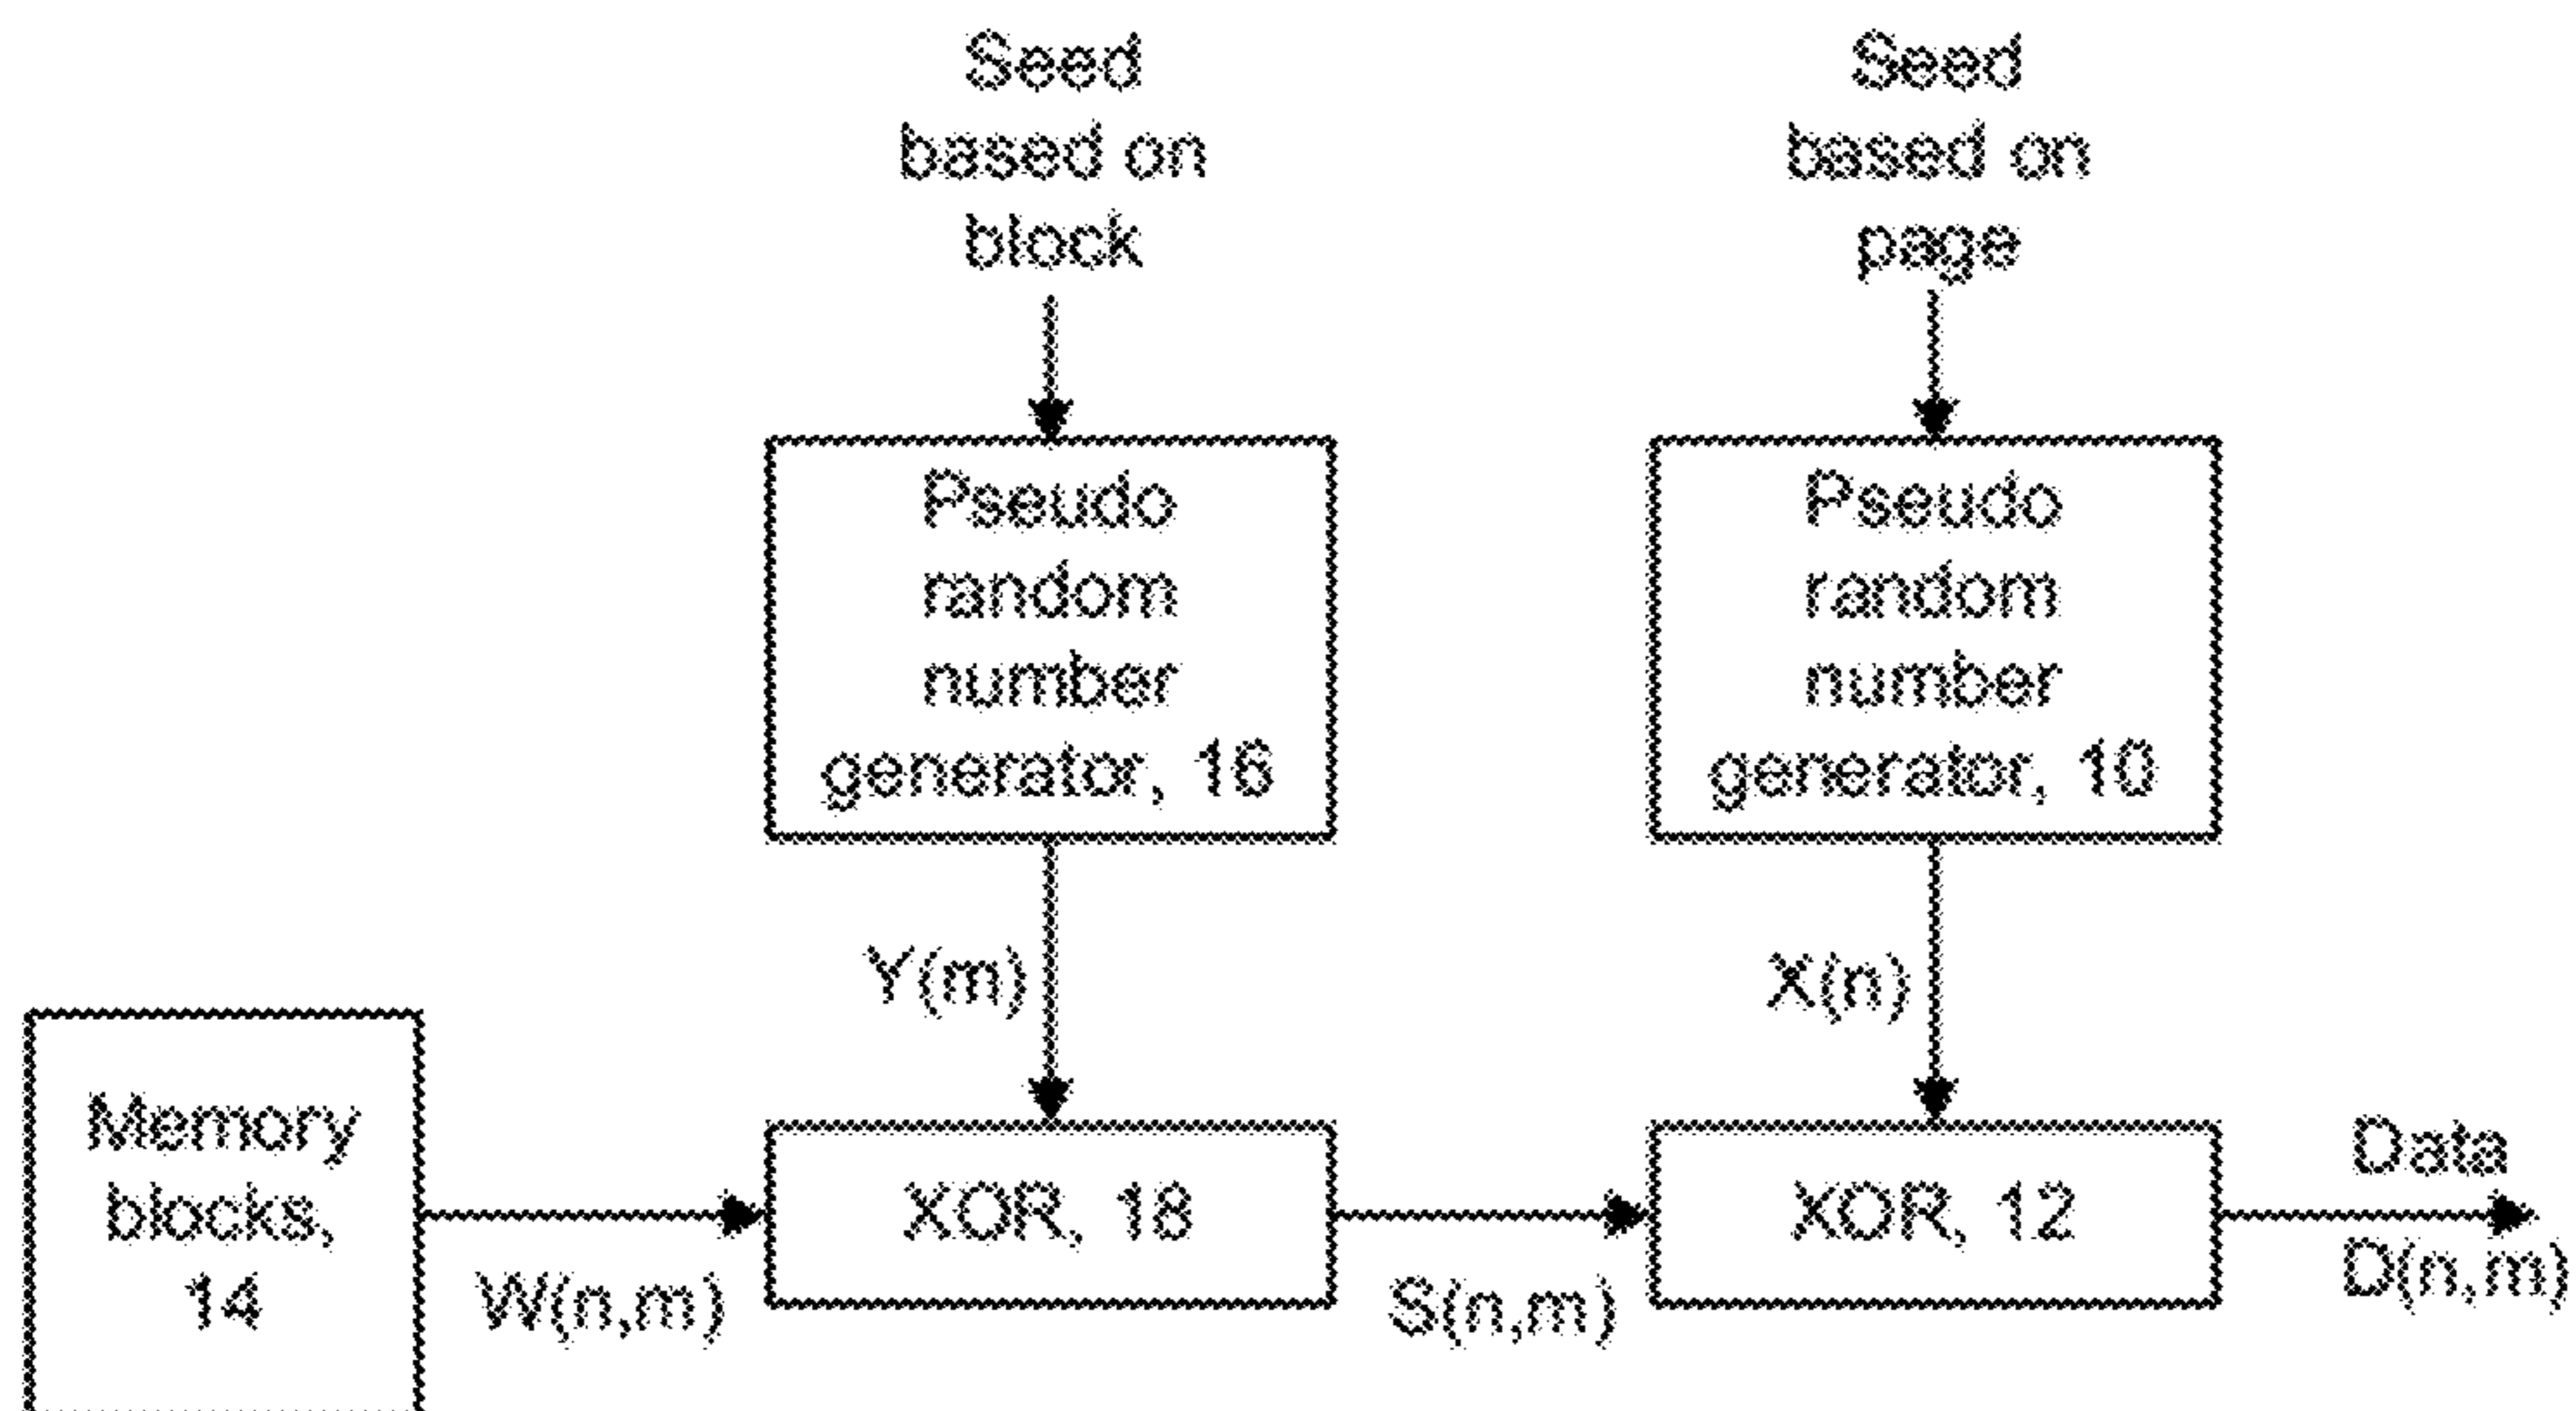 Seed
based on
block
Seed
based on
page
Pseudo
random
number
generator, 16
Pseudo
random
number
generator, 10
Y(m)
X(n)
Memory
blocks,
14
W(n,m)
XOR, 18
S(n,m)
XOR, 12
Data
D(n,m)